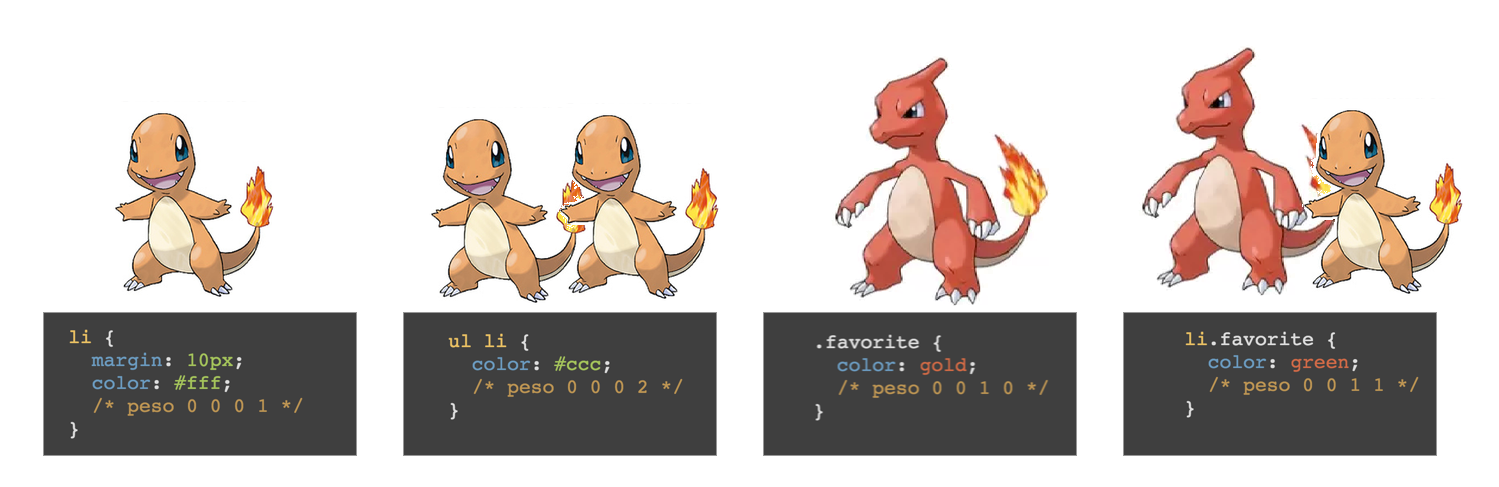 li {
  margin: 10px;
  color: #fff;
  /* peso 0 0 0 1 */
}
ul li {
  color: #ccc;
  /* peso 0 0 0 2 */
}
.favorite {
  color: gold;
  /* peso 0 0 1 0 */
}
li.favorite {
  color: green;
  /* peso 0 0 1 1 */
}